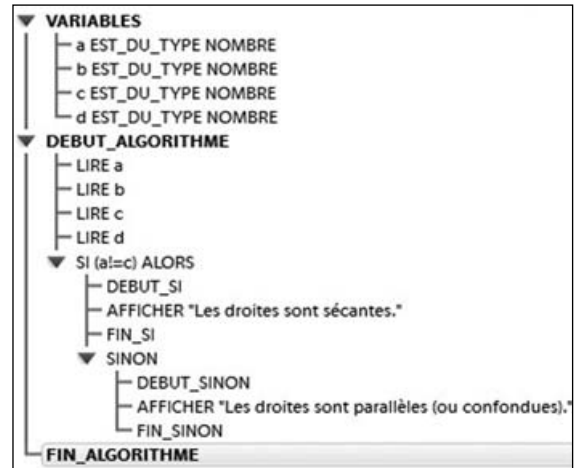 VARIABLES
a EST_DU_TYPE NOMBRE
b EST_DU_TYPE NOMBRE
c EST_DU_TYPE NOMBRE
d EST_DU_TYPE NOMBRE
DEBUT_ALGORITHME
LIRE a
LIRE b
LIRE c
LIRE d
SI (a!=c) ALORS
DEBUT_SI
AFFICHER "Les droites sont sécantes."
FIN_SI
SINON
DEBUT_SINON
AFFICHER "Les droites sont parallèles (ou confondues)."
FIN_SINON
FIN_ALGORITHME